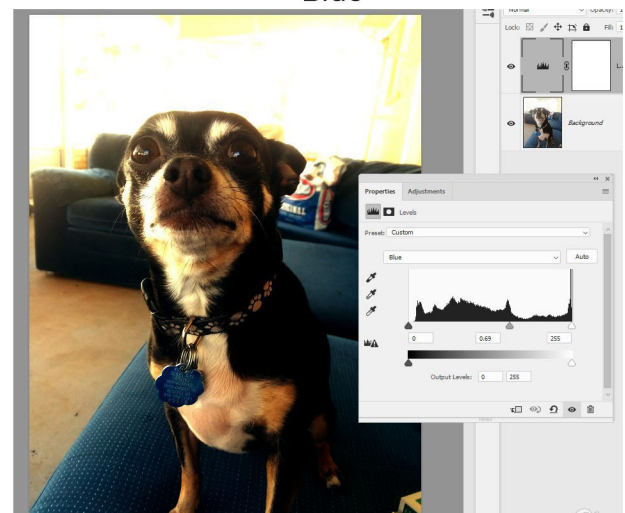 Blue
Normal
Opacity:
Lock:
Fill: 1
L...
Background
Properties
Adjustments
Levels
Preset: Custom
Blue
Auto
0
0.69
255
Output Levels: 0 255